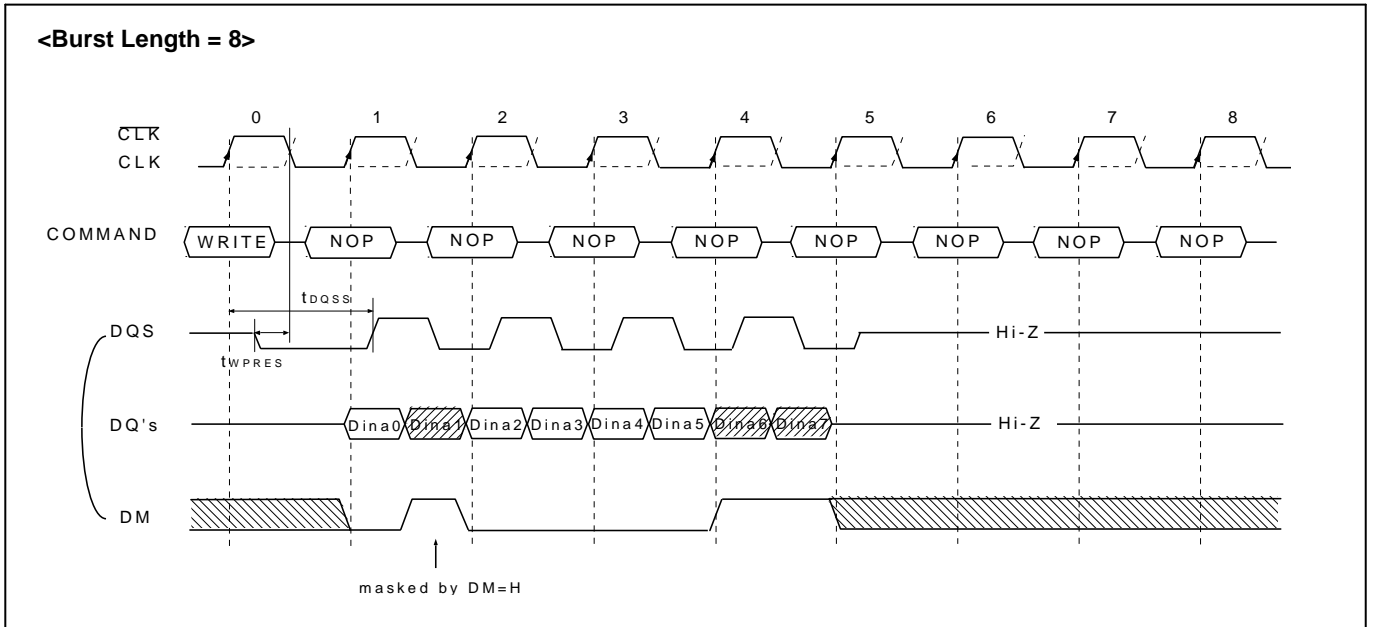 <Burst Length = 8>
0 1 2 3 4 5 6 7 8
CLK
CLK
COMMAND WRITE NOP NOP NOP NOP NOP NOP NOP NOP
tDQSS
DQS Hi-Z
tWPRES
DQ's Dina0 Dina1 Dina2 Dina3 Dina4 Dina5 Dina6 Dina7 Hi-Z
DM
masked by DM=H